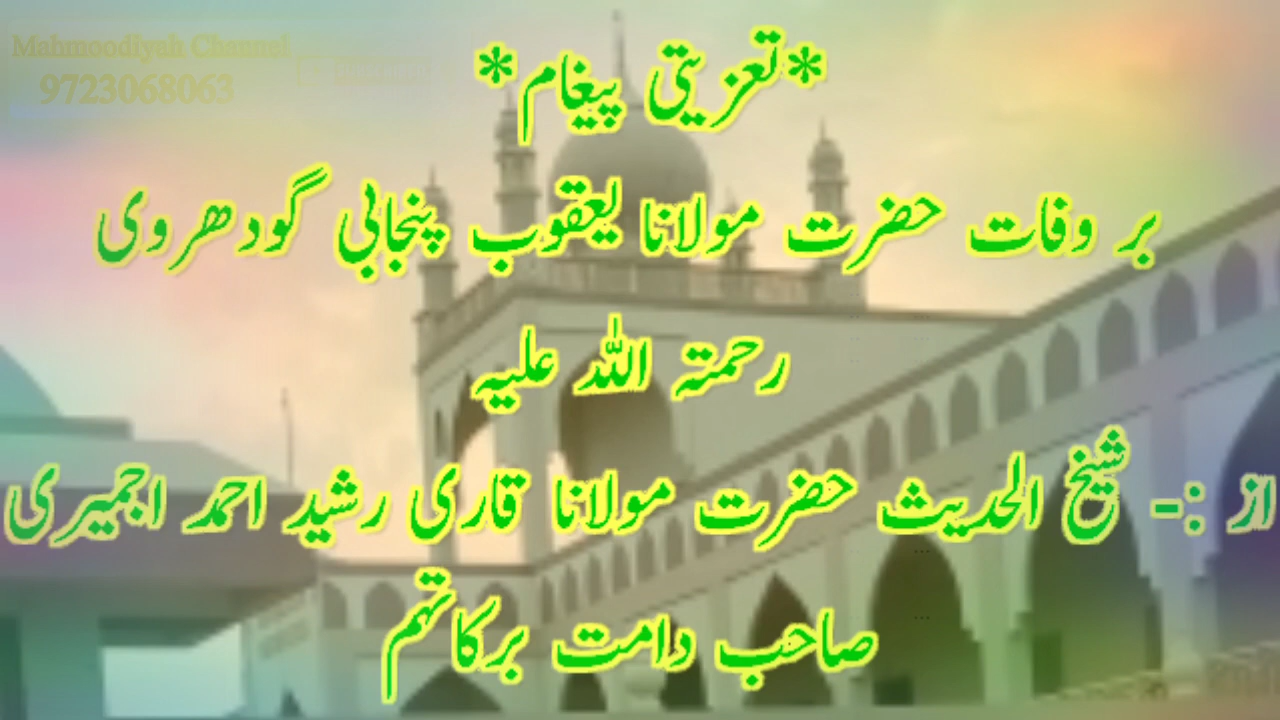 Mahmoodiyah Channel
9723068063
*تعزیتی پیغام*
بر وفات حضرت مولانا یعقوب پنجابی گودھروی
رحمتہ اللہ علیہ
از :- شیخ الحدیث حضرت مولانا قاری رشید احمد اجمیری
صاحب دامت برکاتہم